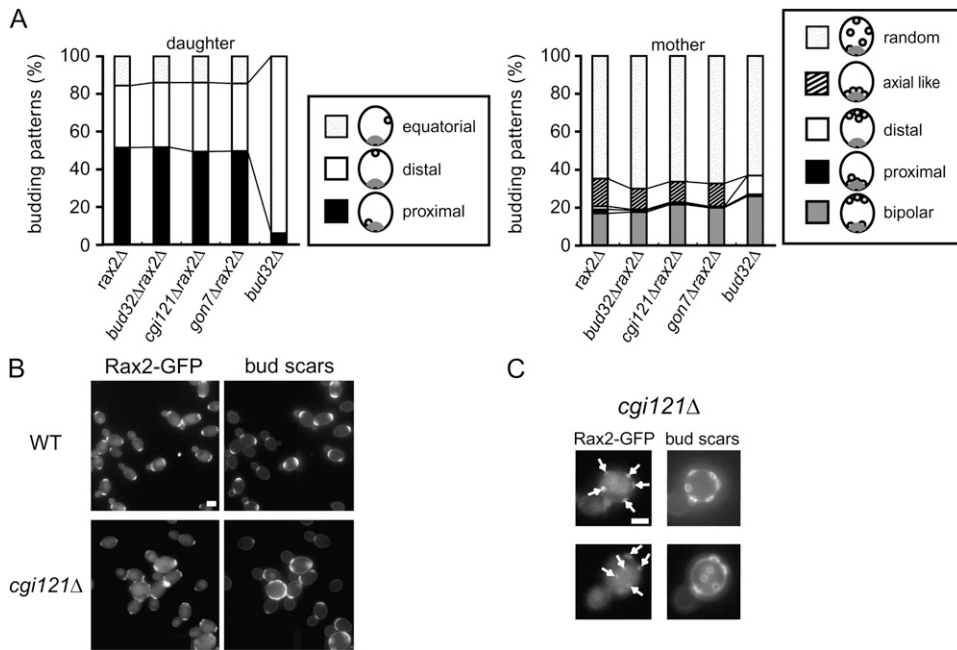 A
daughter
budding patterns (%)
100
80
60
40
20
0
rax2Δ
bud32Δrax2Δ
cgi121Δrax2Δ
gon7Δrax2Δ
bud32Δ
equatorial
distal
proximal
mother
budding patterns (%)
100
80
60
40
20
0
rax2Δ
bud32Δrax2Δ
cgi121Δrax2Δ
gon7Δrax2Δ
bud32Δ
random
axial like
distal
proximal
bipolar
B
Rax2-GFP bud scars
WT
cgi121Δ
C
cgi121Δ
Rax2-GFP bud scars